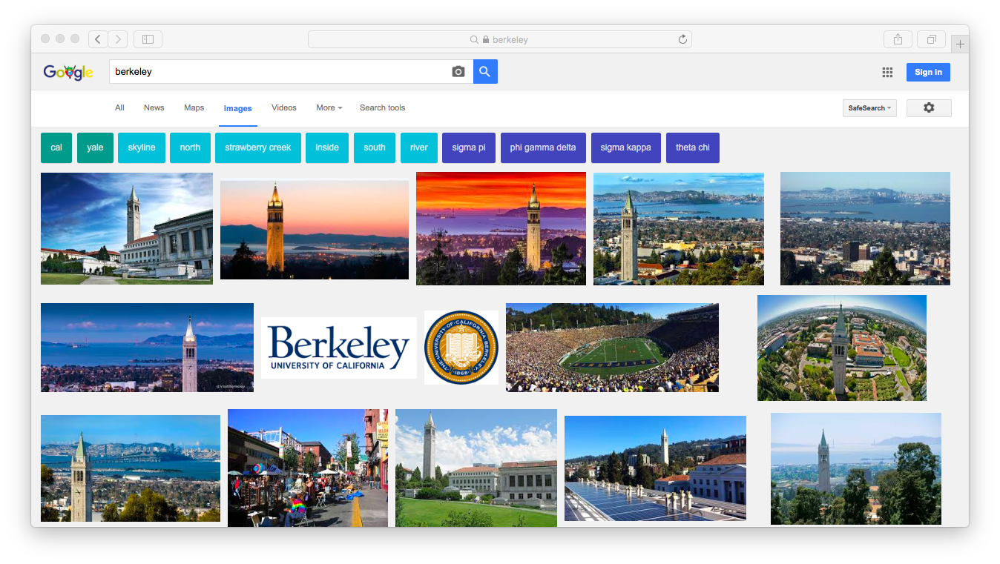 berkeley
Google
berkeley
Sign in
All News Maps Images Videos More Search tools
SafeSearch
cal yale skyline north strawberry creek inside south river sigma pi phi gamma delta sigma kappa theta chi
@VisitBerkeley
Berkeley
UNIVERSITY OF CALIFORNIA
THE UNIVERSITY OF CALIFORNIA BERKELEY
1868